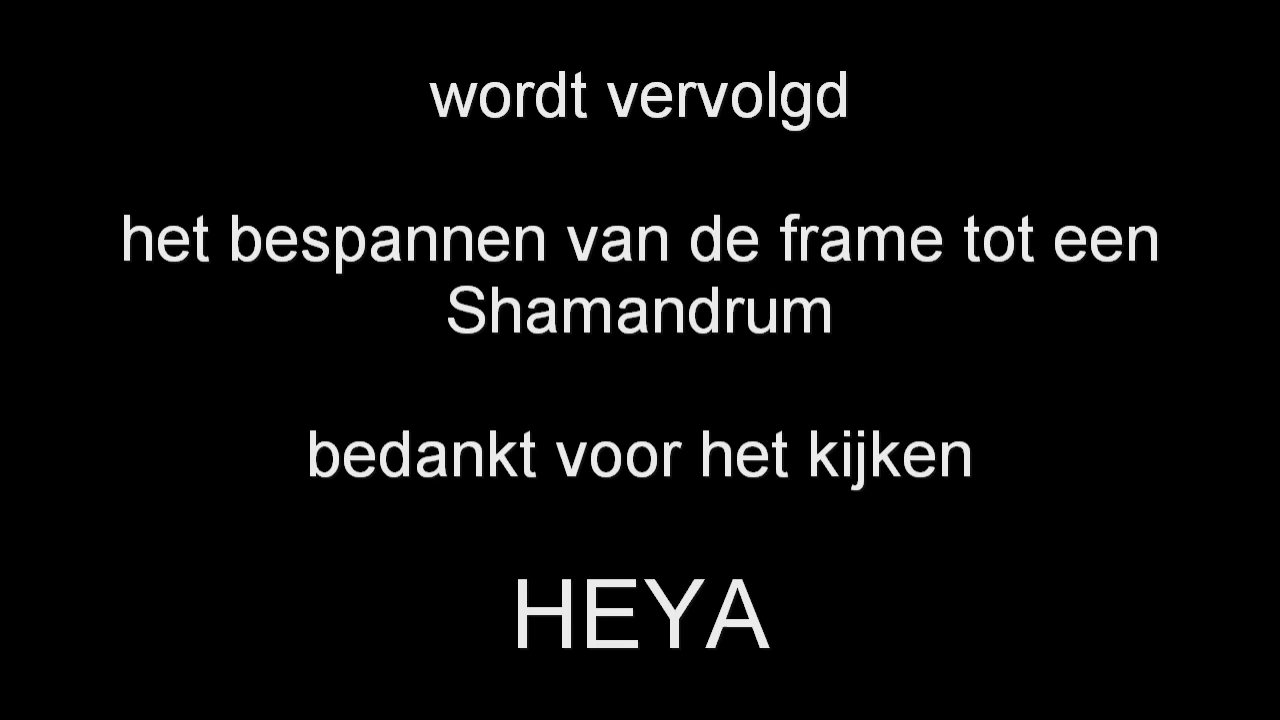 wordt vervolgd
het bespannen van de frame tot een
Shamandrum
bedankt voor het kijken
HEYA